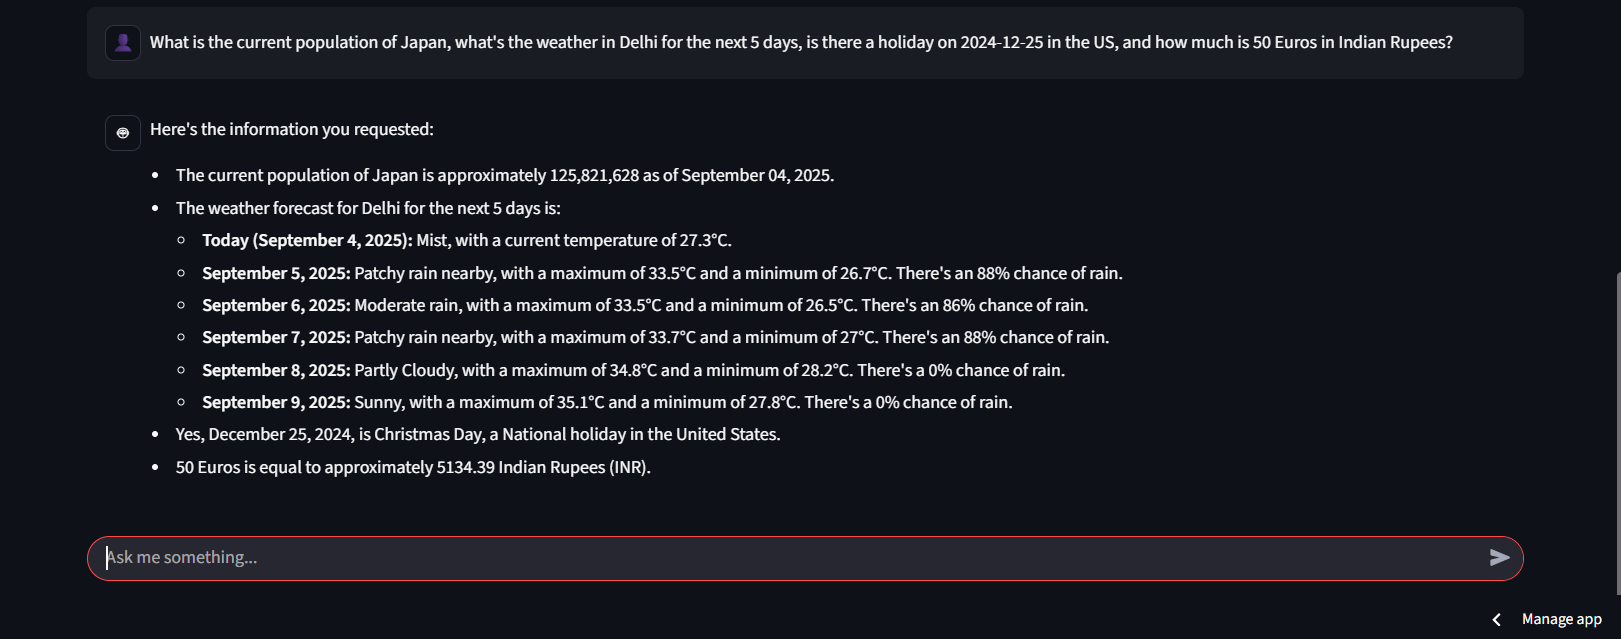 What is the current population of Japan, what's the weather in Delhi for the next 5 days, is there a holiday on 2024-12-25 in the US, and how much is 50 Euros in Indian Rupees?
Here's the information you requested:
• The current population of Japan is approximately 125,821,628 as of September 04, 2025.
• The weather forecast for Delhi for the next 5 days is:
◦ Today (September 4, 2025): Mist, with a current temperature of 27.3°C.
◦ September 5, 2025: Patchy rain nearby, with a maximum of 33.5°C and a minimum of 26.7°C. There's an 88% chance of rain.
◦ September 6, 2025: Moderate rain, with a maximum of 33.5°C and a minimum of 26.5°C. There's an 86% chance of rain.
◦ September 7, 2025: Patchy rain nearby, with a maximum of 33.7°C and a minimum of 27°C. There's an 88% chance of rain.
◦ September 8, 2025: Partly Cloudy, with a maximum of 34.8°C and a minimum of 28.2°C. There's a 0% chance of rain.
◦ September 9, 2025: Sunny, with a maximum of 35.1°C and a minimum of 27.8°C. There's a 0% chance of rain.
• Yes, December 25, 2024, is Christmas Day, a National holiday in the United States.
• 50 Euros is equal to approximately 5134.39 Indian Rupees (INR).
Ask me something...
Manage app